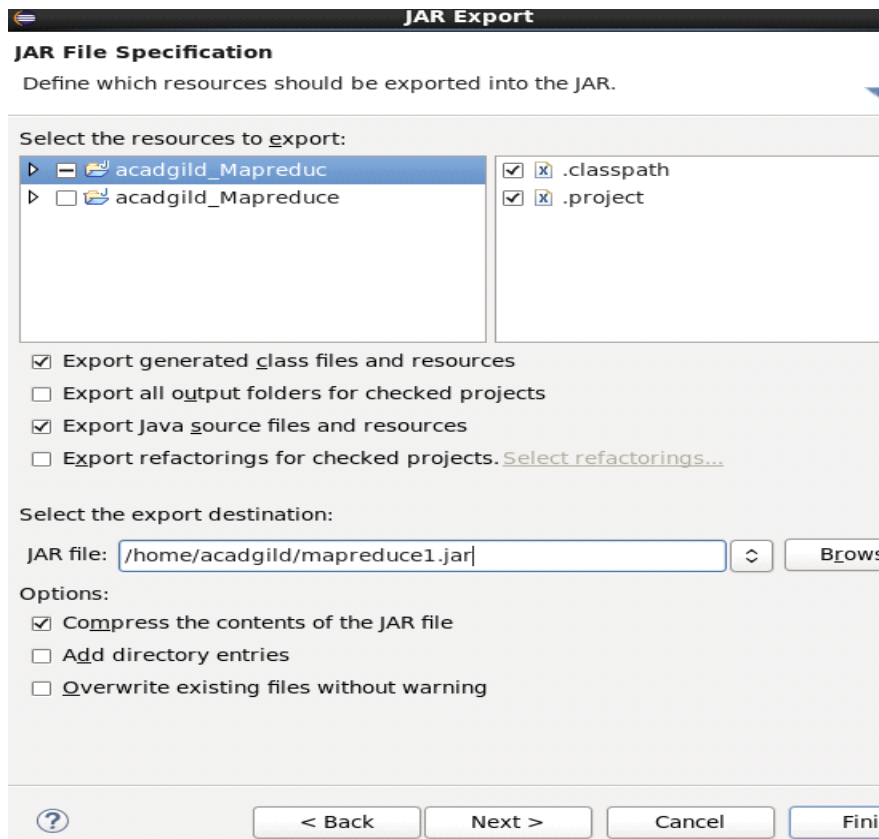 JAR Export
JAR File Specification
Define which resources should be exported into the JAR.
Select the resources to export:
acadgild_Mapreduc
acadgild_Mapreduce
.classpath
.project
Export generated class files and resources
Export all output folders for checked projects
Export Java source files and resources
Export refactorings for checked projects. Select refactorings...
Select the export destination:
JAR file: /home/acadgild/mapreduce1.jar Brows
Options:
Compress the contents of the JAR file
Add directory entries
Overwrite existing files without warning
? < Back Next > Cancel Fini